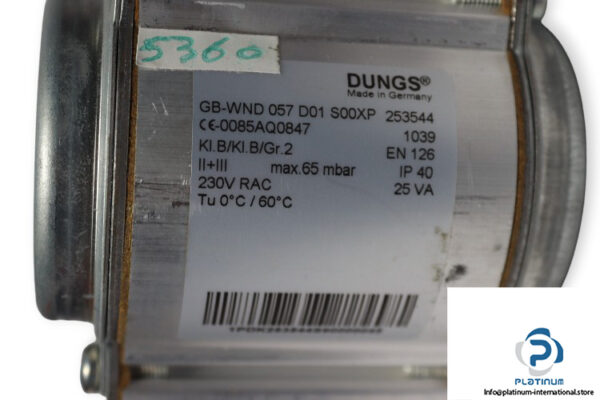 5360
DUNGS®
Made in Germany
GB-WND 057 D01 S00XP 253544
CE-0085AQ0847 1039
Kl.B/Kl.B/Gr.2 EN 126
II+III max.65 mbar IP 40
230V RAC 25 VA
Tu 0°C / 60°C
PLATINUM
Info@platinum-international.store